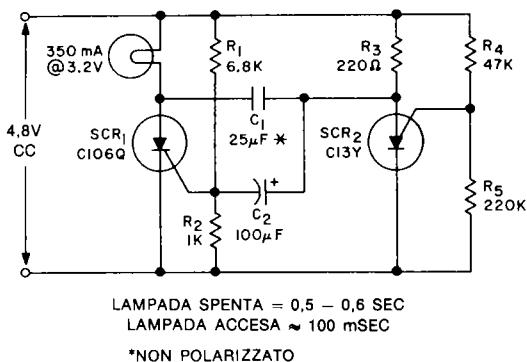 350 mA
@3.2V
R1
6.8K
R3
220Ω
R4
47K
4,8V
CC
SCR1
C106Q
C1
25µF *
SCR2
C13Y
R2
1K
C2
100µF
+
R5
220K
LAMPADA SPENTA = 0,5 – 0,6 SEC
LAMPADA ACCESA ≈ 100 mSEC
*NON POLARIZZATO